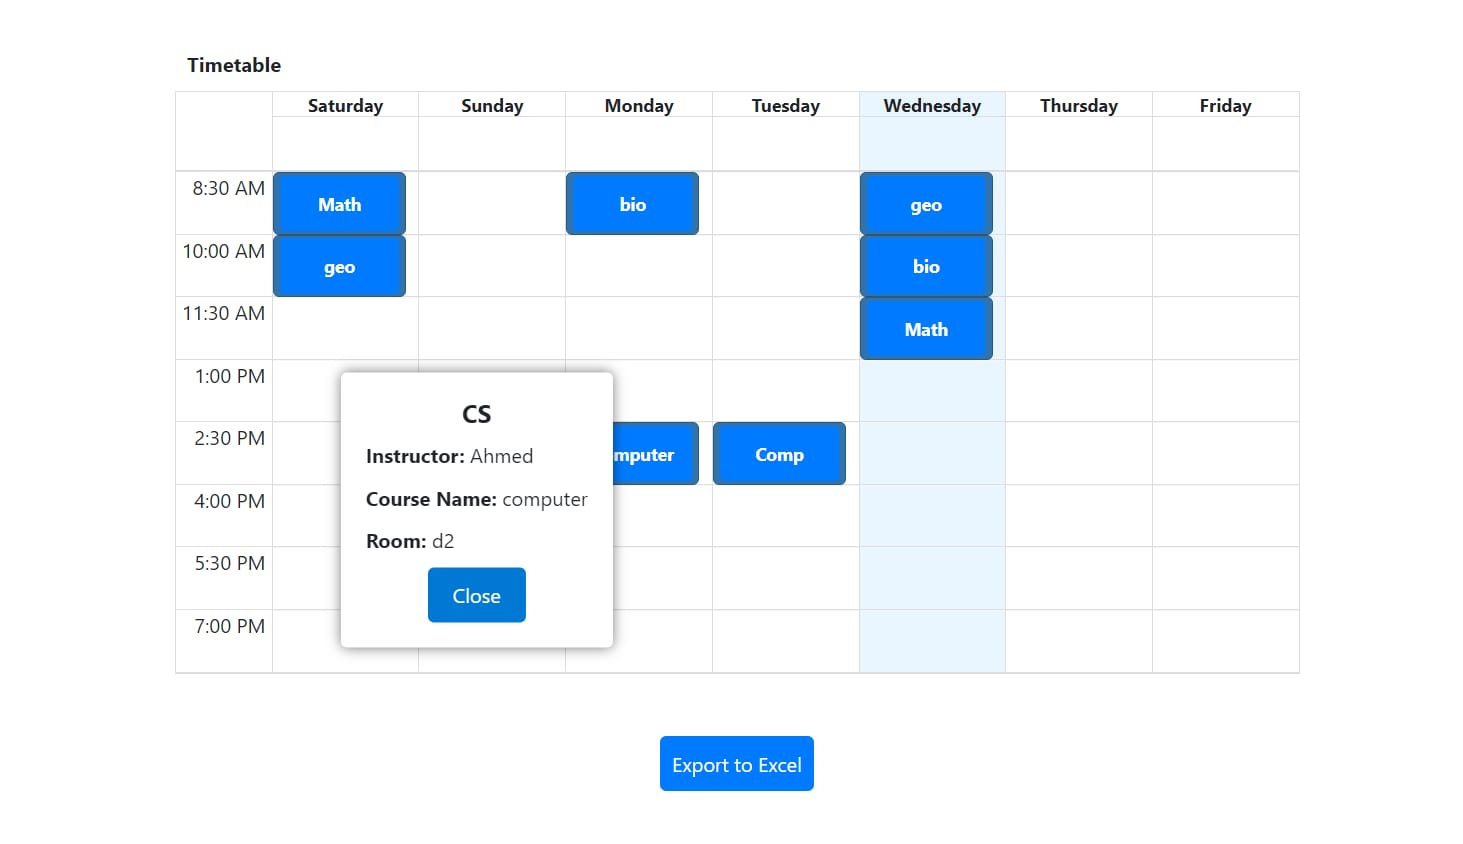 Timetable
Saturday Sunday Monday Tuesday Wednesday Thursday Friday
8:30 AM Math bio geo
10:00 AM geo bio
11:30 AM Math
1:00 PM
CS
2:30 PM mputer Comp
Instructor: Ahmed
4:00 PM
Course Name: computer
Room: d2
5:30 PM
Close
7:00 PM
Export to Excel